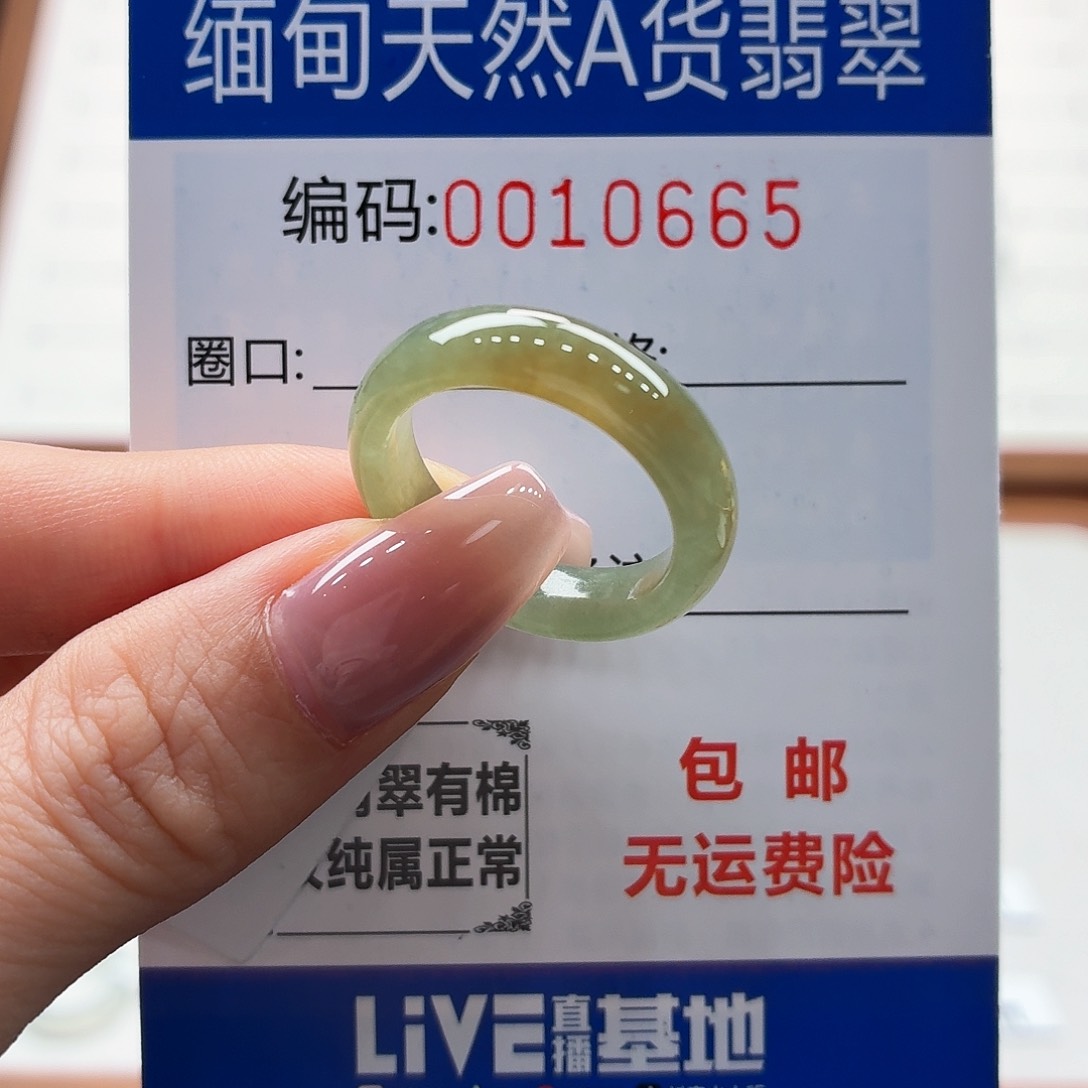 缅甸天然A货翡翠
编码:0010665
圈口:
翠有棉
纯属正常
包邮
无运费险
LiVE直播基地